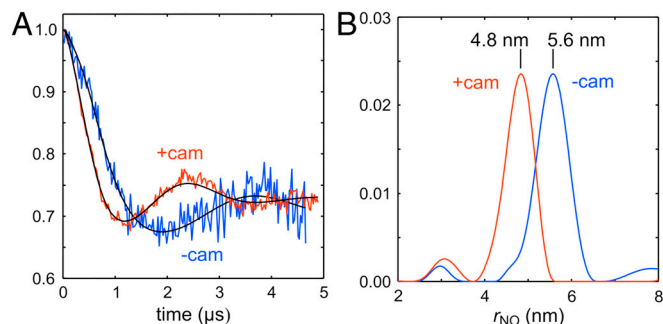 A
1.0
0.9
0.8
0.7
0.6
+cam
-cam
0 1 2 3 4 5
time (µs)
B
4.8 nm 5.6 nm
+cam -cam
0.03
0.02
0.01
0.00
2 4 6 8
rNO (nm)